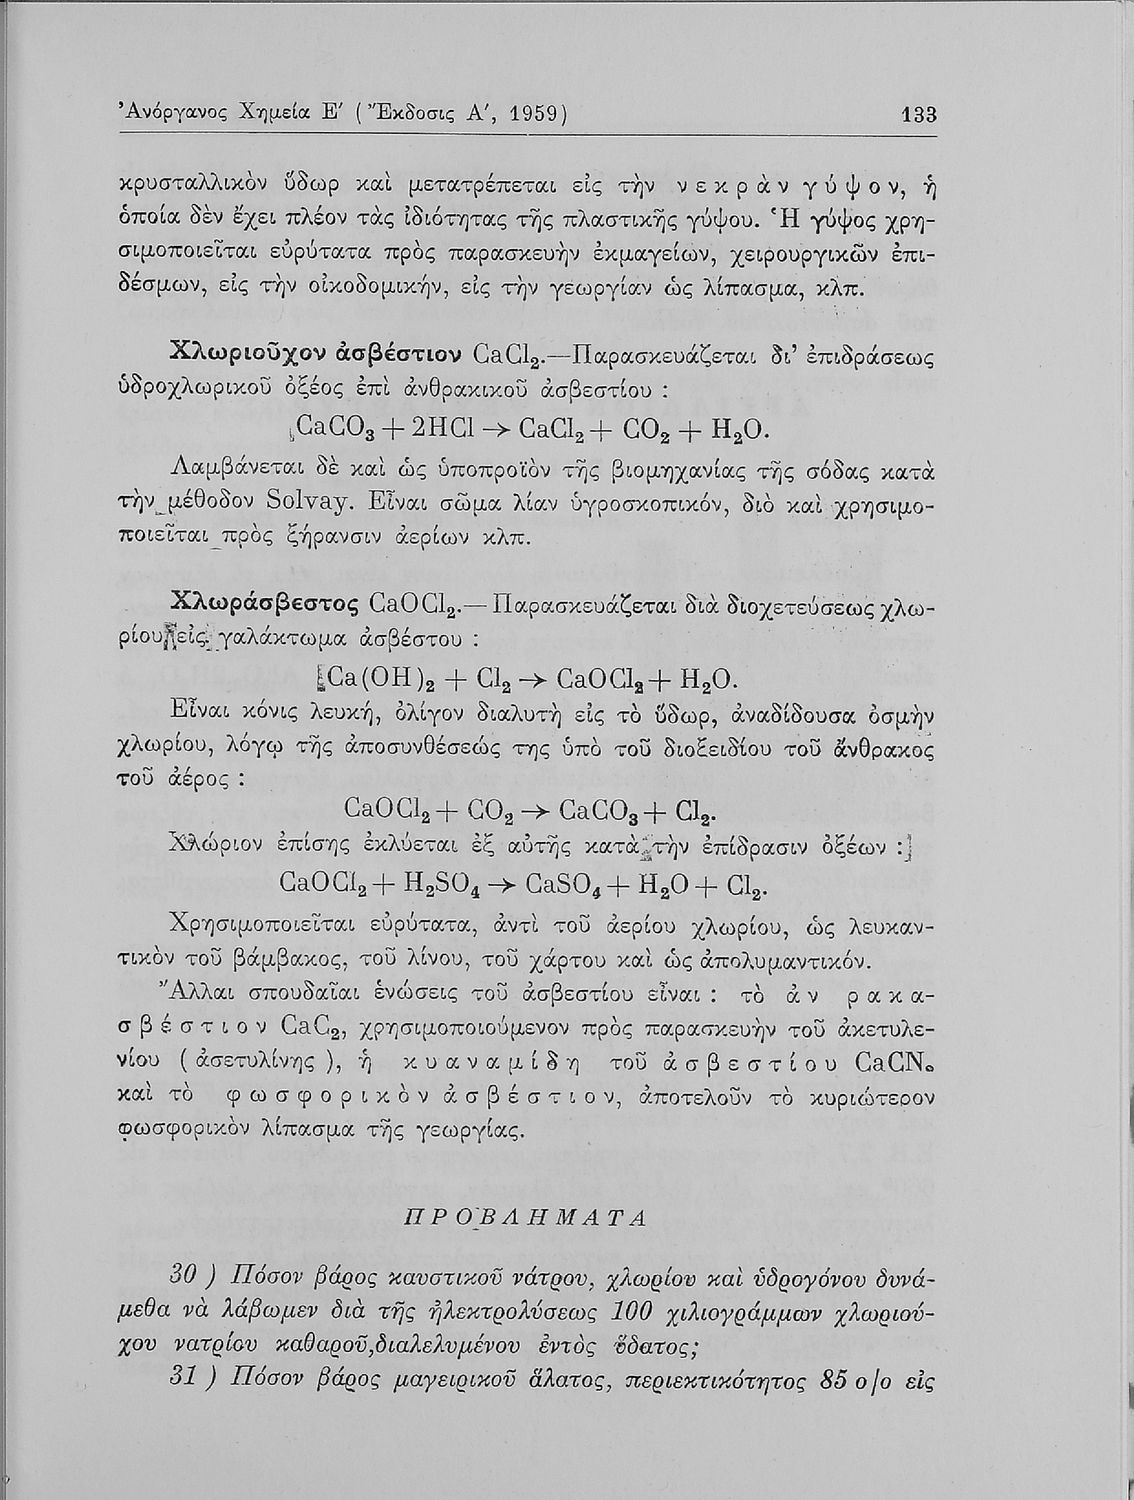 Ἀνόργανος Χημεία Ε′ ( Ἔκδοσις Α′, 1959) 133
κρυσταλλικὸν ὕδωρ καὶ μετατρέπεται εἰς τὴν ν ε κ ρ ὰ ν γ ύ ψ ο ν, ἡ
ὁποία δὲν ἔχει πλέον τὰς ἰδιότητας τῆς πλαστικῆς γύψου. Ἡ γύψος χρη-
σιμοποιεῖται εὐρύτατα πρὸς παρασκευὴν ἐκμαγείων, χειρουργικῶν ἐπι-
δέσμων, εἰς τὴν οἰκοδομικήν, εἰς τὴν γεωργίαν ὡς λίπασμα, κλπ.
Χλωριοῦχον ἀσβέστιον CaCl₂.—Παρασκευάζεται δι’ ἐπιδράσεως
ὑδροχλωρικοῦ ὀξέος ἐπὶ ἀνθρακικοῦ ἀσβεστίου :
CaCO₃ + 2HCl → CaCl₂ + CO₂ + H₂O.
Λαμβάνεται δὲ καὶ ὡς ὑποπροϊὸν τῆς βιομηχανίας τῆς σόδας κατὰ
τὴν μέθοδον Solvay. Εἶναι σῶμα λίαν ὑγροσκοπικόν, διὸ καὶ χρησιμο-
ποιεῖται πρὸς ξήρανσιν ἀερίων κλπ.
Χλωράσβεστος CaOCl₂.— Παρασκευάζεται διὰ διοχετεύσεως χλω-
ρίου εἰς γαλάκτωμα ἀσβέστου :
Ca(OH)₂ + Cl₂ → CaOCl₂ + H₂O.
Εἶναι κόνις λευκή, ὀλίγον διαλυτὴ εἰς τὸ ὕδωρ, ἀναδίδουσα ὀσμὴν
χλωρίου, λόγῳ τῆς ἀποσυνθέσεώς της ὑπὸ τοῦ διοξειδίου τοῦ ἄνθρακος
τοῦ ἀέρος :
CaOCl₂ + CO₂ → CaCO₃ + Cl₂.
Χλώριον ἐπίσης ἐκλύεται ἐξ αὐτῆς κατὰ τὴν ἐπίδρασιν ὀξέων :
CaOCl₂ + H₂SO₄ → CaSO₄ + H₂O + Cl₂.
Χρησιμοποιεῖται εὐρύτατα, ἀντὶ τοῦ ἀερίου χλωρίου, ὡς λευκαν-
τικὸν τοῦ βάμβακος, τοῦ λίνου, τοῦ χάρτου καὶ ὡς ἀπολυμαντικόν.
Ἄλλαι σπουδαῖαι ἑνώσεις τοῦ ἀσβεστίου εἶναι : τὸ ἀ ν ρ α κ α-
σ β έ σ τ ι ο ν CaC₂, χρησιμοποιούμενον πρὸς παρασκευὴν τοῦ ἀκετυλε-
νίου ( ἀσετυλίνης ), ἡ κ υ α ν α μ ί δ η τοῦ ἀ σ β ε σ τ ί ο υ CaCN₂
καὶ τὸ φ ω σ φ ο ρ ι κ ὸ ν ἀ σ β έ σ τ ι ο ν, ἀποτελοῦν τὸ κυριώτερον
φωσφορικὸν λίπασμα τῆς γεωργίας.
Π Ρ Ο Β Λ Η Μ Α Τ Α
30 ) Πόσον βάρος καυστικοῦ νάτρου, χλωρίου καὶ ὑδρογόνου δυνά-
μεθα νὰ λάβωμεν διὰ τῆς ἠλεκτρολύσεως 100 χιλιογράμμων χλωριού-
χου νατρίου καθαροῦ,διαλελυμένου ἐντὸς ὕδατος;
31 ) Πόσον βάρος μαγειρικοῦ ἅλατος, περιεκτικότητος 85 ο/ο εἰς